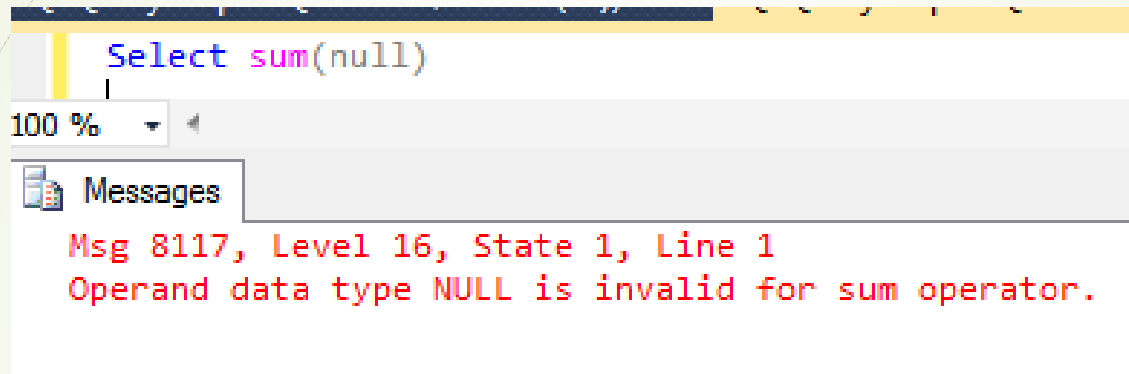 Select sum(null)
100 %
Messages
Msg 8117, Level 16, State 1, Line 1
Operand data type NULL is invalid for sum operator.